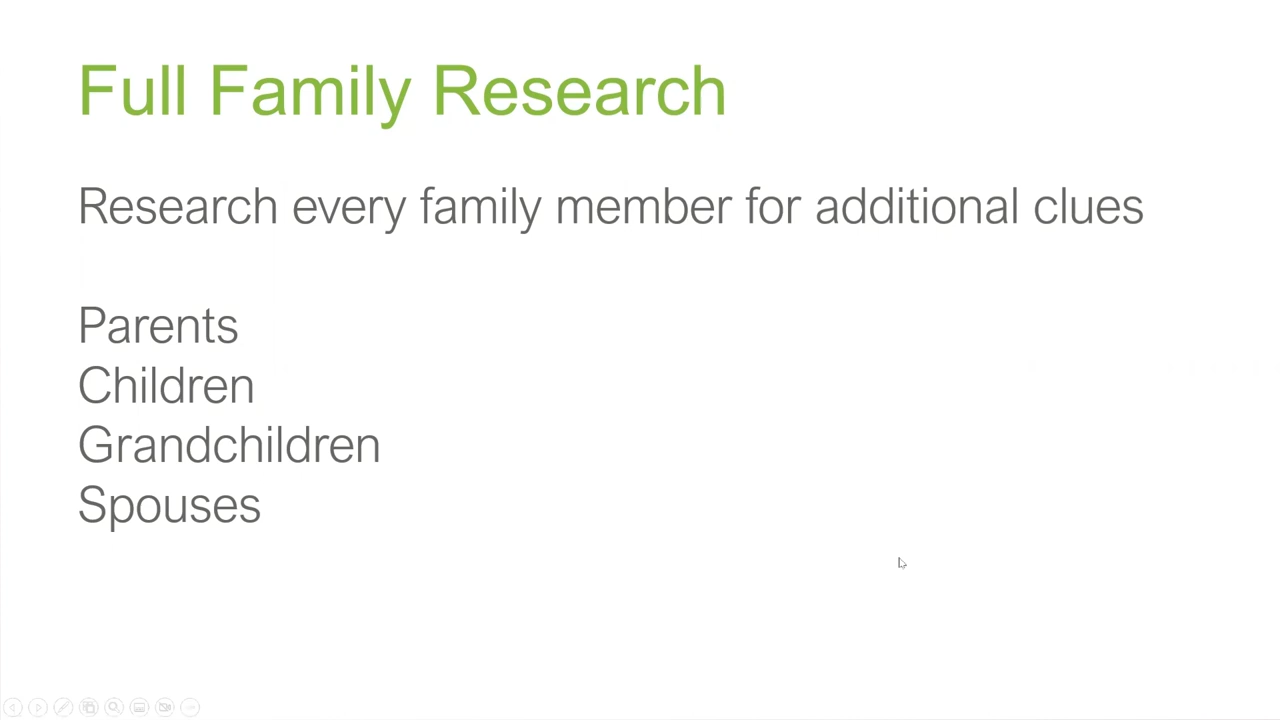 Full Family Research
Research every family member for additional clues
Parents
Children
Grandchildren
Spouses